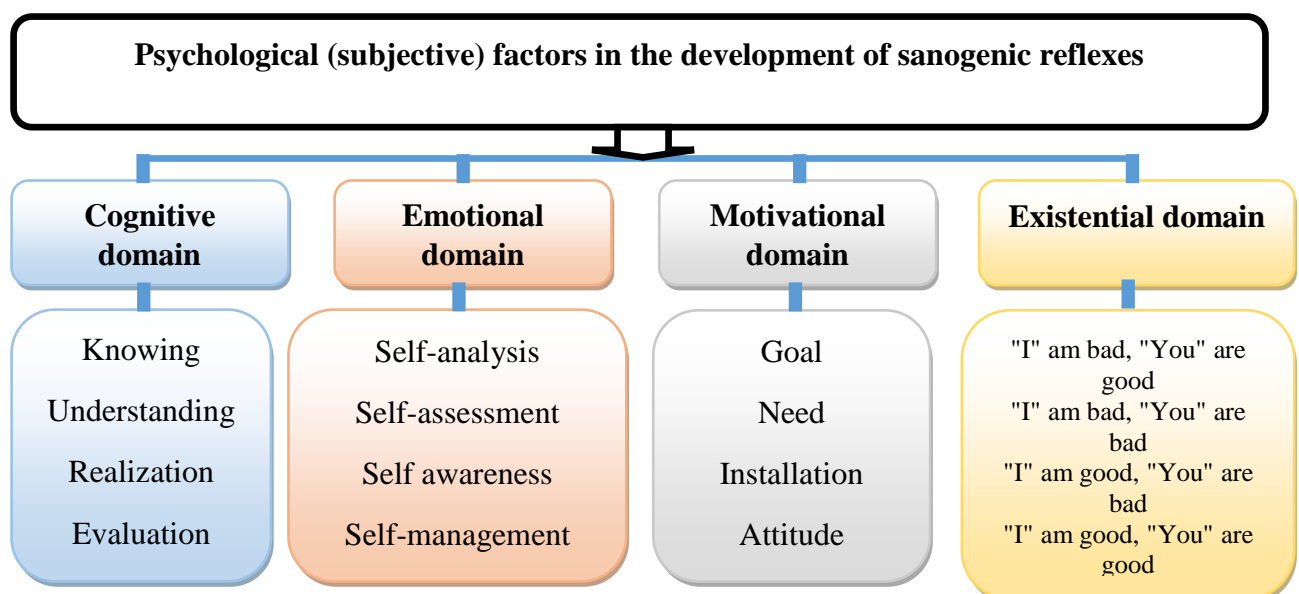 Psychological (subjective) factors in the development of sanogenic reflexes
Cognitive
domain
Emotional
domain
Motivational
domain
Existential domain
Knowing
Understanding
Realization
Evaluation
Self-analysis
Self-assessment
Self awareness
Self-management
Goal
Need
Installation
Attitude
"I" am bad, "You" are
good
"I" am bad, "You" are
bad
"I" am good, "You" are
bad
"I" am good, "You" are
good